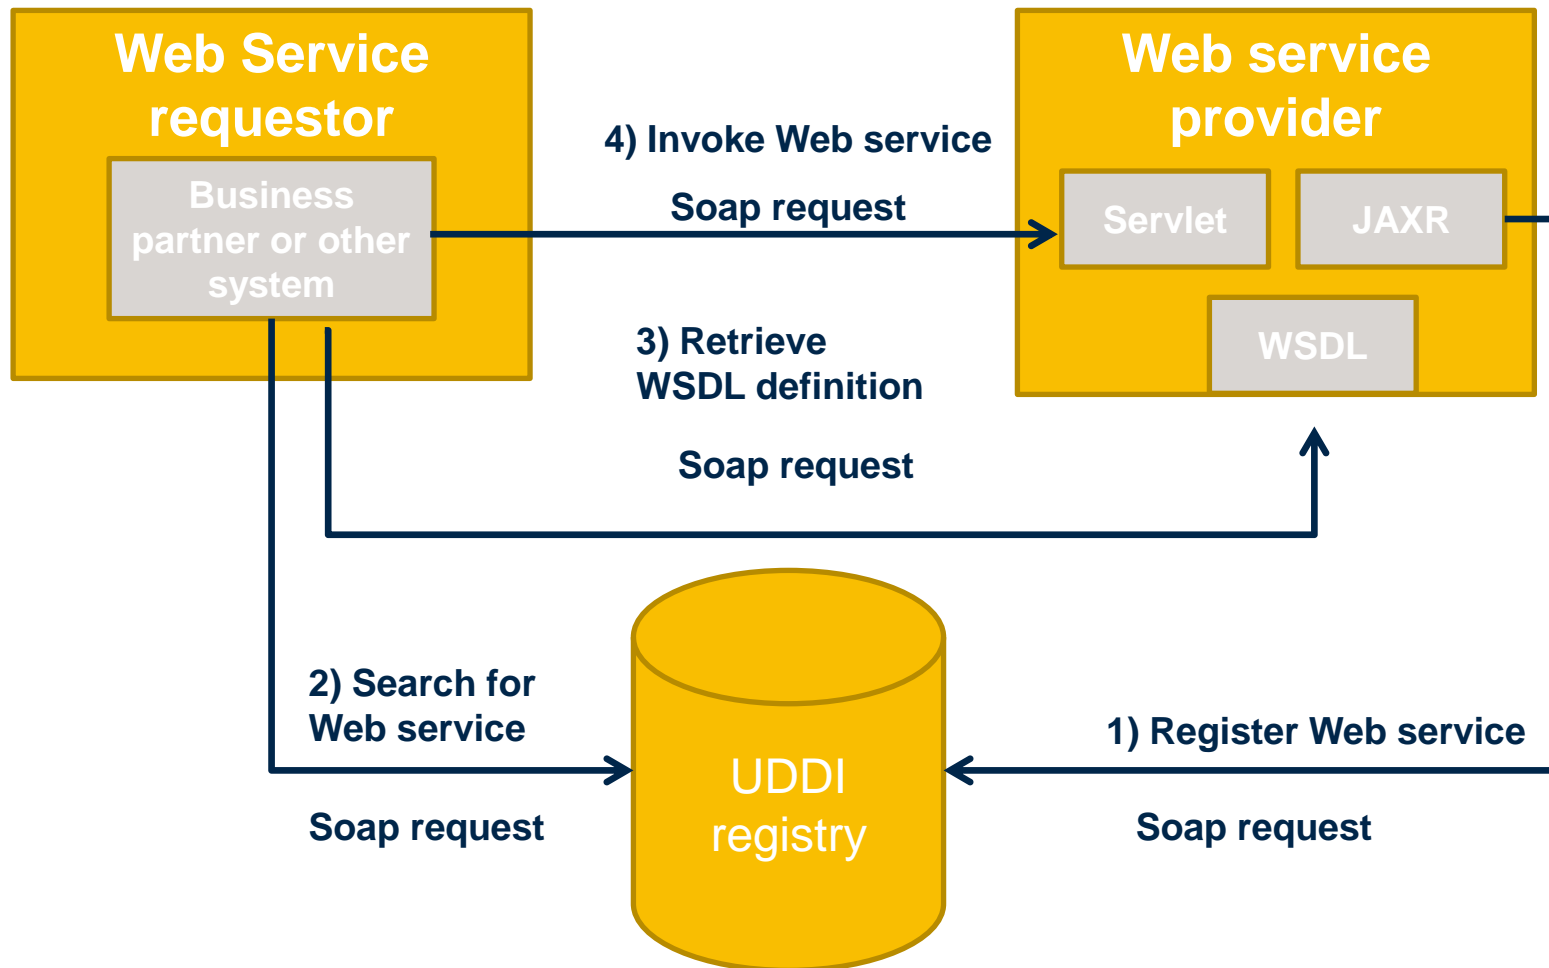 Web Service
requestor
Business
partner or other
system
4) Invoke Web service
Soap request
Web service
provider
Servlet
JAXR
WSDL
3) Retrieve
WSDL definition
Soap request
2) Search for
Web service
Soap request
UDDI
registry
1) Register Web service
Soap request